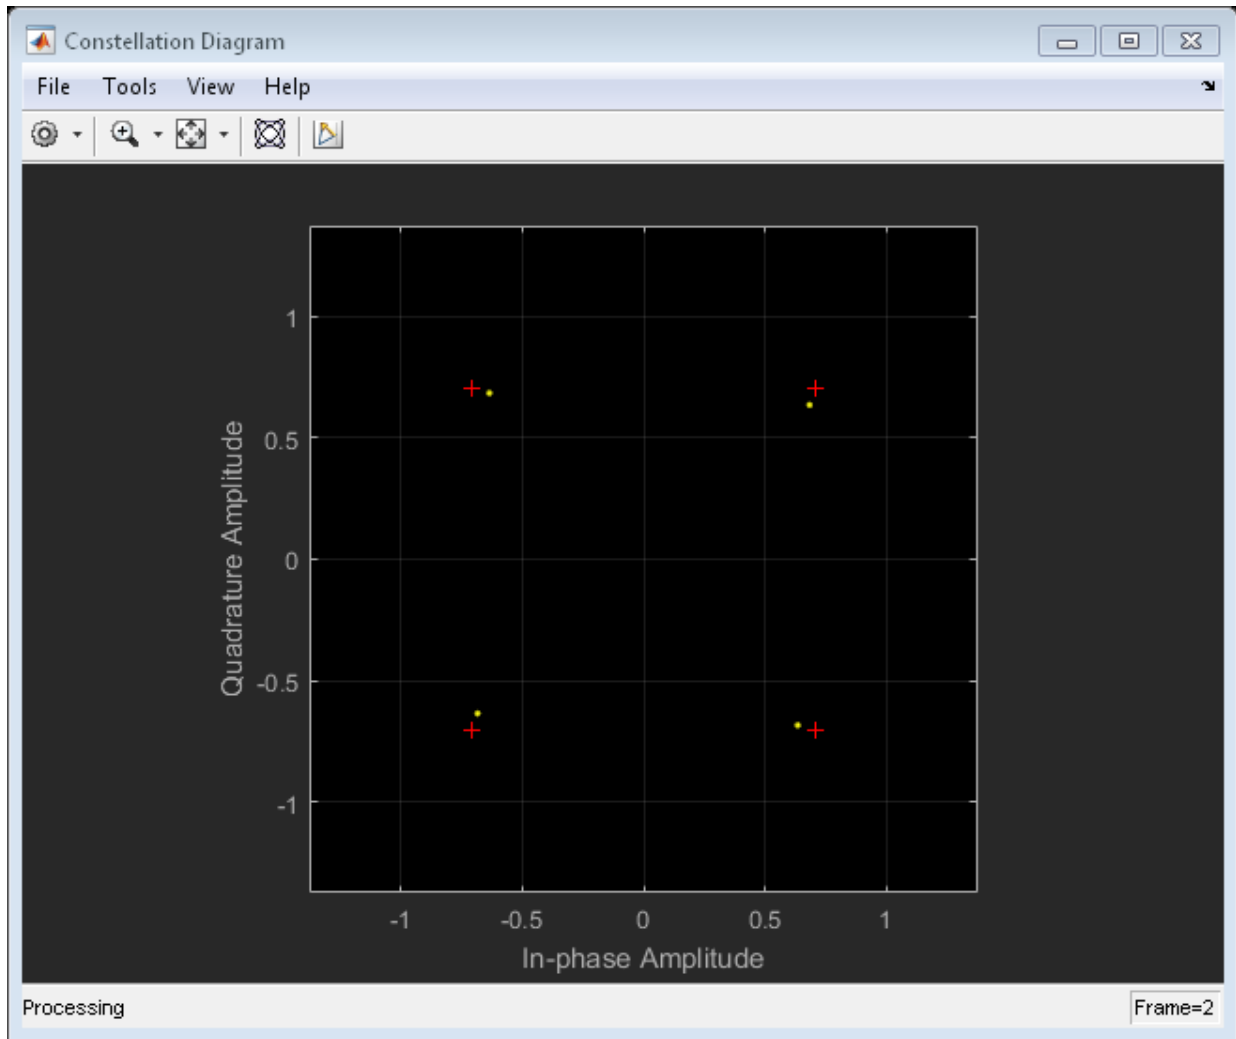 Constellation Diagram
File Tools View Help
1
0.5
0
-0.5
-1
Quadrature Amplitude
-1 -0.5 0 0.5 1
In-phase Amplitude
Processing Frame=2